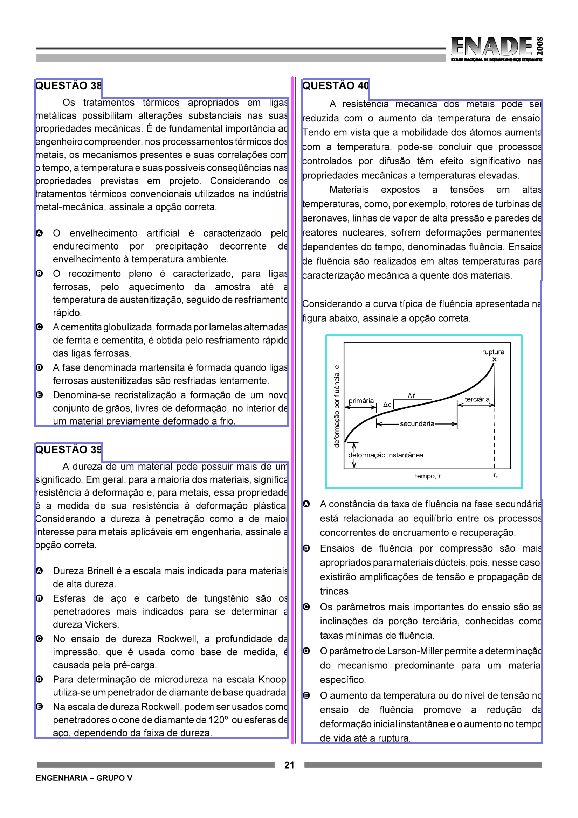 ENADE 2008
EXAME NACIONAL DE DESEMPENHO DOS ESTUDANTES
QUESTÃO 38
Os tratamentos térmicos apropriados em ligas
metálicas possibilitam alterações substanciais nas suas
propriedades mecânicas. É de fundamental importância ao
engenheiro compreender, nos processamentos térmicos dos
metais, os mecanismos presentes e suas correlações com
o tempo, a temperatura e suas possíveis conseqüências nas
propriedades previstas em projeto. Considerando os
tratamentos térmicos convencionais utilizados na indústria
metal-mecânica, assinale a opção correta.
A O envelhecimento artificial é caracterizado pelo
endurecimento por precipitação decorrente de
envelhecimento à temperatura ambiente.
B O recozimento pleno é caracterizado, para ligas
ferrosas, pelo aquecimento da amostra até a
temperatura de austenitização, seguido de resfriamento
rápido.
C A cementita globulizada, formada por lamelas alternadas
de ferrita e cementita, é obtida pelo resfriamento rápido
das ligas ferrosas.
D A fase denominada martensita é formada quando ligas
ferrosas austenitizadas são resfriadas lentamente.
E Denomina-se recristalização a formação de um novo
conjunto de grãos, livres de deformação, no interior de
um material previamente deformado a frio.
QUESTÃO 39
A dureza de um material pode possuir mais de um
significado. Em geral, para a maioria dos materiais, significa
resistência à deformação e, para metais, essa propriedade
é a medida de sua resistência à deformação plástica.
Considerando a dureza à penetração como a de maior
interesse para metais aplicáveis em engenharia, assinale a
opção correta.
A Dureza Brinell é a escala mais indicada para materiais
de alta dureza.
B Esferas de aço e carbeto de tungstênio são os
penetradores mais indicados para se determinar a
dureza Vickers.
C No ensaio de dureza Rockwell, a profundidade da
impressão, que é usada como base de medida, é
causada pela pré-carga.
D Para determinação de microdureza na escala Knoop,
utiliza-se um penetrador de diamante de base quadrada.
E Na escala de dureza Rockwell, podem ser usados como
penetradores o cone de diamante de 120º ou esferas de
aço, dependendo da faixa de dureza.
QUESTÃO 40
A resistência mecânica dos metais pode ser
reduzida com o aumento da temperatura de ensaio.
Tendo em vista que a mobilidade dos átomos aumenta
com a temperatura, pode-se concluir que processos
controlados por difusão têm efeito significativo nas
propriedades mecânicas a temperaturas elevadas.
Materiais expostos a tensões em altas
temperaturas, como, por exemplo, rotores de turbinas de
aeronaves, linhas de vapor de alta pressão e paredes de
reatores nucleares, sofrem deformações permanentes
dependentes do tempo, denominadas fluência. Ensaios
de fluência são realizados em altas temperaturas para
caracterização mecânica a quente dos materiais.
Considerando a curva típica de fluência apresentada na
figura abaixo, assinale a opção correta.
ruptura
primária
Δt
Δε
terciária
secundária
deformação instantânea
deformação por fluência, ε
tempo, t
tᵣ
A A constância da taxa de fluência na fase secundária
está relacionada ao equilíbrio entre os processos
concorrentes de encruamento e recuperação.
B Ensaios de fluência por compressão são mais
apropriados para materiais dúcteis, pois, nesse caso,
existirão amplificações de tensão e propagação de
trincas.
C Os parâmetros mais importantes do ensaio são as
inclinações da porção terciária, conhecidas como
taxas mínimas de fluência.
D O parâmetro de Larson-Miller permite a determinação
do mecanismo predominante para um material
específico.
E O aumento da temperatura ou do nível de tensão no
ensaio de fluência promove a redução da
deformação inicial instantânea e o aumento no tempo
de vida até a ruptura.
21
ENGENHARIA – GRUPO V